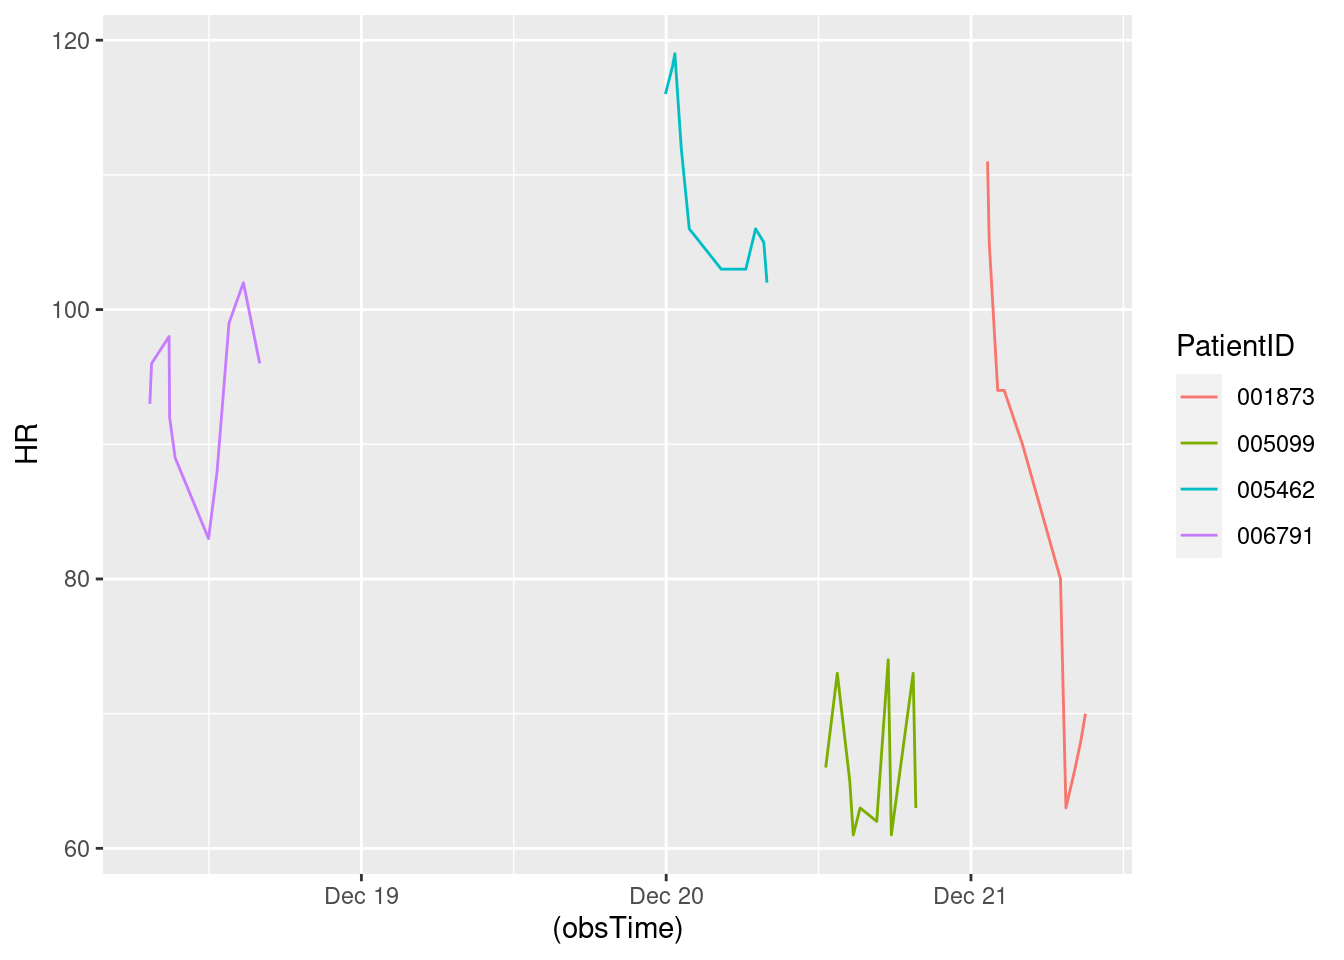 120
100
80
60
HR
Dec 19
Dec 20
Dec 21
(obsTime)
PatientID
001873
005099
005462
006791